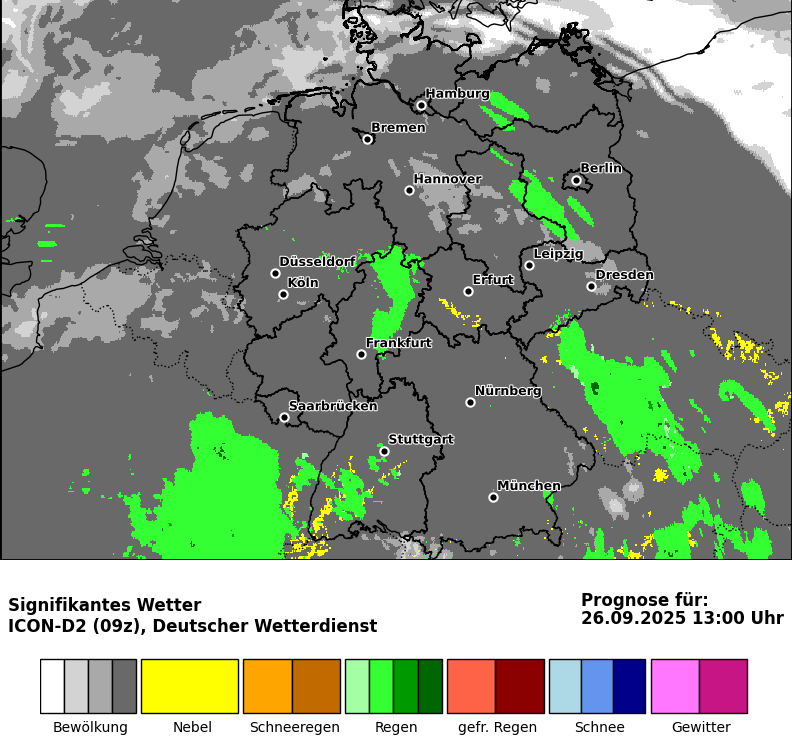 Hamburg
Bremen
Berlin
Hannover
Leipzig
Düsseldorf
Dresden
Erfurt
Köln
Frankfurt
Nürnberg
Saarbrücken
Stuttgart
München
Signifikantes Wetter
ICON-D2 (09z), Deutscher Wetterdienst
Prognose für:
26.09.2025 13:00 Uhr
Bewölkung Nebel Schneeregen Regen gefr. Regen Schnee Gewitter